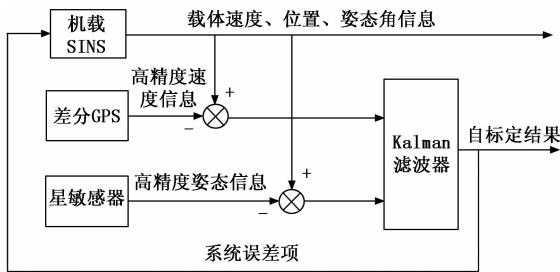 机载
SINS
载体速度、位置、姿态角信息
高精度速
度信息
+
差分GPS
−
Kalman
滤波器
自标定结果
星敏感器
高精度姿态信息
+
−
系统误差项